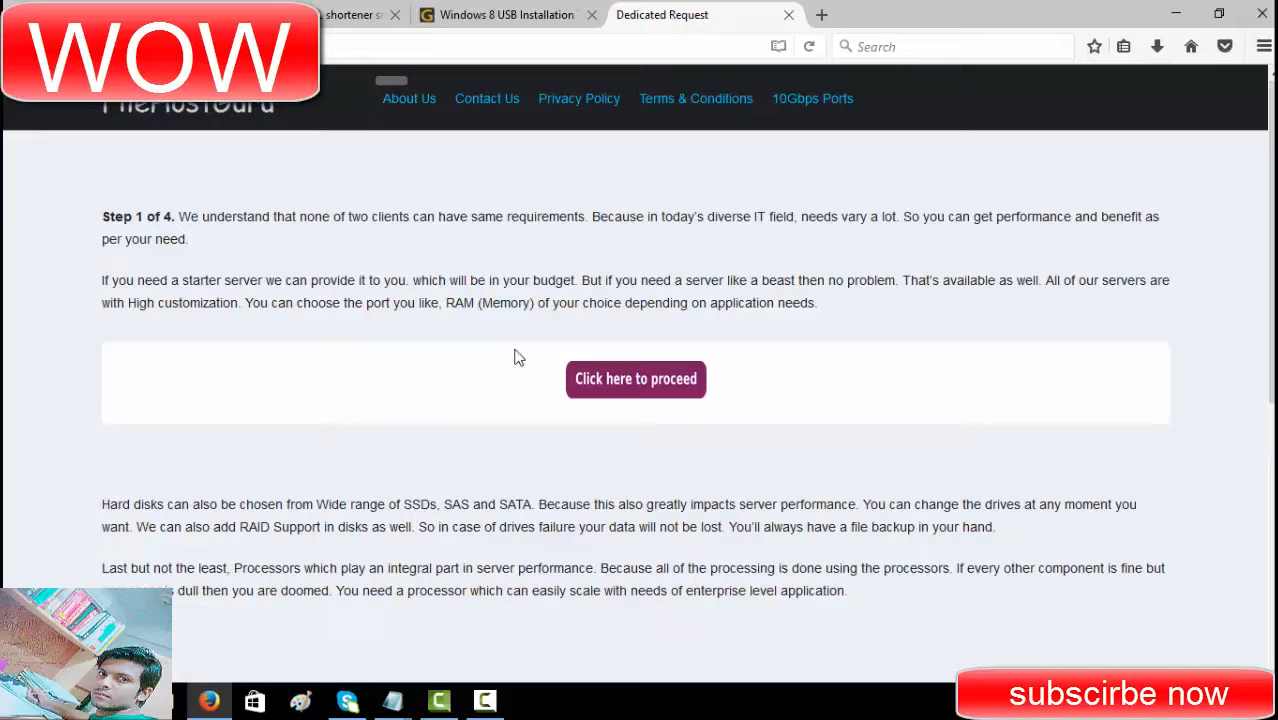 WOW
shortener s
Windows 8 USB Installation
Dedicated Request
Search
TheHostGuru
About Us
Contact Us
Privacy Policy
Terms & Conditions
10Gbps Ports
Step 1 of 4. We understand that none of two clients can have same requirements. Because in today's diverse IT field, needs vary a lot. So you can get performance and benefit as
per your need.
If you need a starter server we can provide it to you. which will be in your budget. But if you need a server like a beast then no problem. That's available as well. All of our servers are
with High customization. You can choose the port you like, RAM (Memory) of your choice depending on application needs.
Click here to proceed
Hard disks can also be chosen from Wide range of SSDs, SAS and SATA. Because this also greatly impacts server performance. You can change the drives at any moment you
want. We can also add RAID Support in disks as well. So in case of drives failure your data will not be lost. You'll always have a file backup in your hand.
Last but not the least, Processors which play an integral part in server performance. Because all of the processing is done using the processors. If every other component is fine but
dull then you are doomed. You need a processor which can easily scale with needs of enterprise level application.
subscirbe now